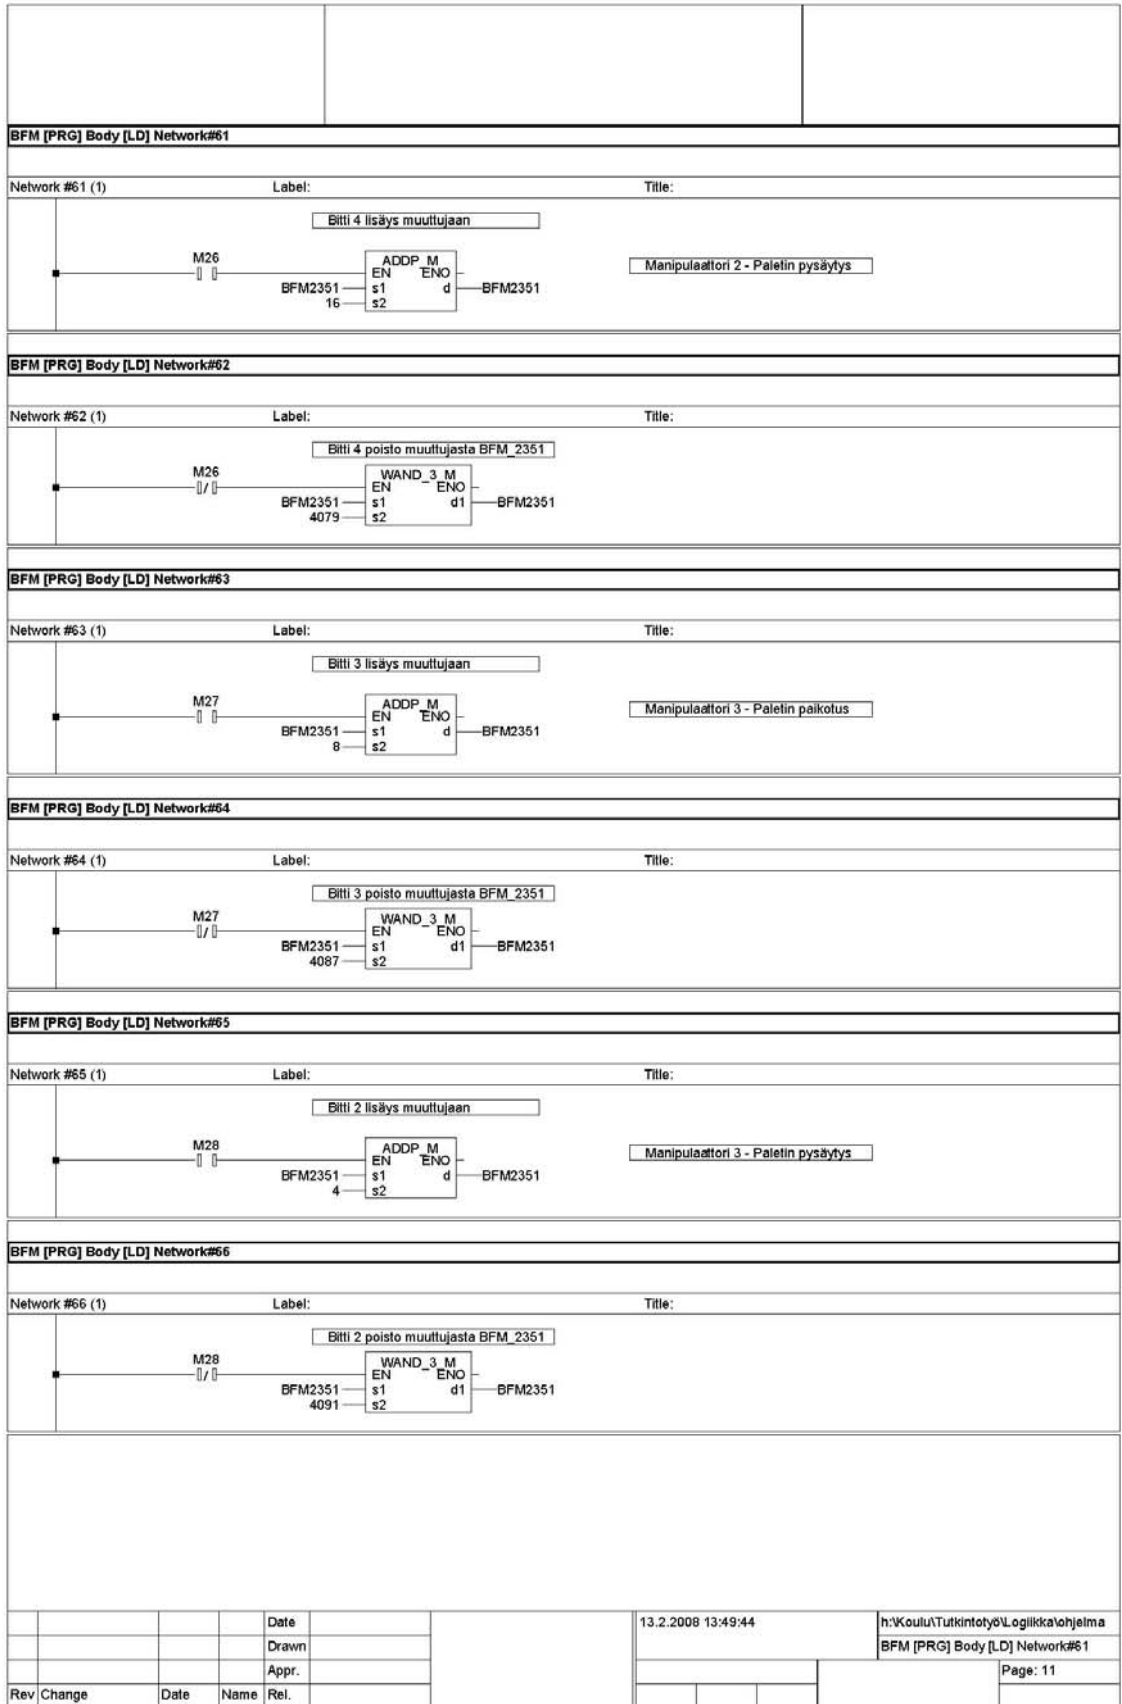 BFM [PRG] Body [LD] Network#61
Network #61 (1) Label: Title:
Bitti 4 lisäys muuttujaan
M26
ADDP_M
Manipulaattori 2 - Paletin pysäytys
EN ENO
BFM2351 s1 d BFM2351
16 s2
BFM [PRG] Body [LD] Network#62
Network #62 (1) Label: Title:
Bitti 4 poisto muuttujasta BFM_2351
M26
WAND_3_M
EN ENO
BFM2351 s1 d1 BFM2351
4079 s2
BFM [PRG] Body [LD] Network#63
Network #63 (1) Label: Title:
Bitti 3 lisäys muuttujaan
M27
ADDP_M
Manipulaattori 3 - Paletin paikotus
EN ENO
BFM2351 s1 d BFM2351
8 s2
BFM [PRG] Body [LD] Network#64
Network #64 (1) Label: Title:
Bitti 3 poisto muuttujasta BFM_2351
M27
WAND_3_M
EN ENO
BFM2351 s1 d1 BFM2351
4087 s2
BFM [PRG] Body [LD] Network#65
Network #65 (1) Label: Title:
Bitti 2 lisäys muuttujaan
M28
ADDP_M
Manipulaattori 3 - Paletin pysäytys
EN ENO
BFM2351 s1 d BFM2351
4 s2
BFM [PRG] Body [LD] Network#66
Network #66 (1) Label: Title:
Bitti 2 poisto muuttujasta BFM_2351
M28
WAND_3_M
EN ENO
BFM2351 s1 d1 BFM2351
4091 s2
Date 13.2.2008 13:49:44 h:\Koulu\Tutkintotyö\Logiikka\ohjelma
Drawn BFM [PRG] Body [LD] Network#61
Appr. Page: 11
Rev Change Date Name Rel.